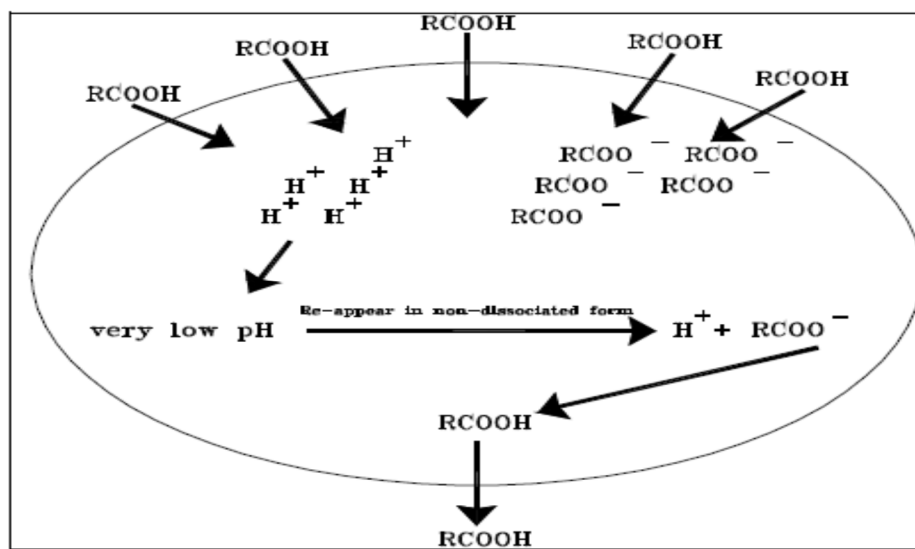 RCOOH
RCOOH
RCOOH
RCOOH
RCOOH
H⁺
H⁺ H⁺
H⁺ H⁺
RCOO⁻ RCOO⁻
RCOO⁻ RCOO⁻
RCOO⁻
very low pH
Re-appear in non-dissociated form
H⁺ + RCOO⁻
RCOOH
RCOOH